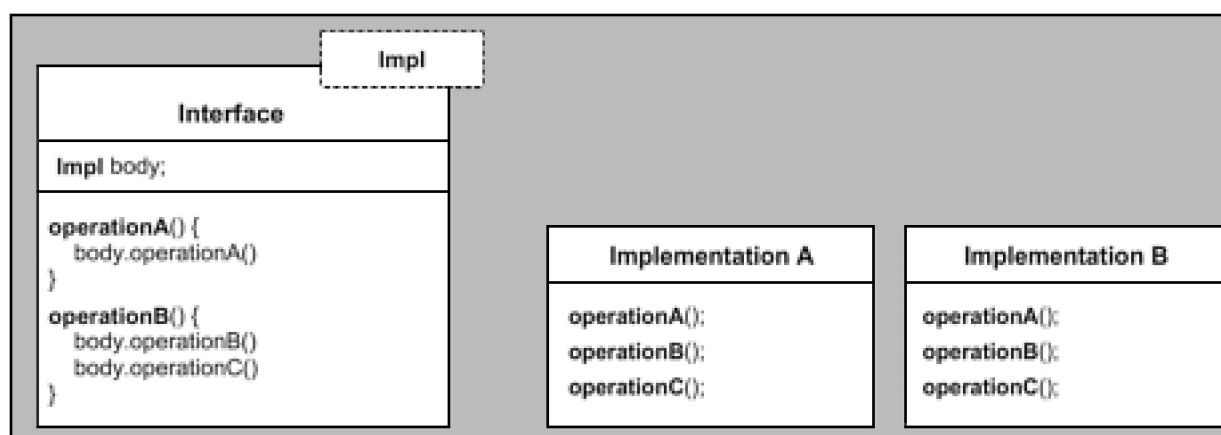 Impl
Interface
Impl body;
operationA() {
body.operationA()
}
operationB() {
body.operationB()
body.operationC()
}
Implementation A
operationA();
operationB();
operationC();
Implementation B
operationA();
operationB();
operationC();